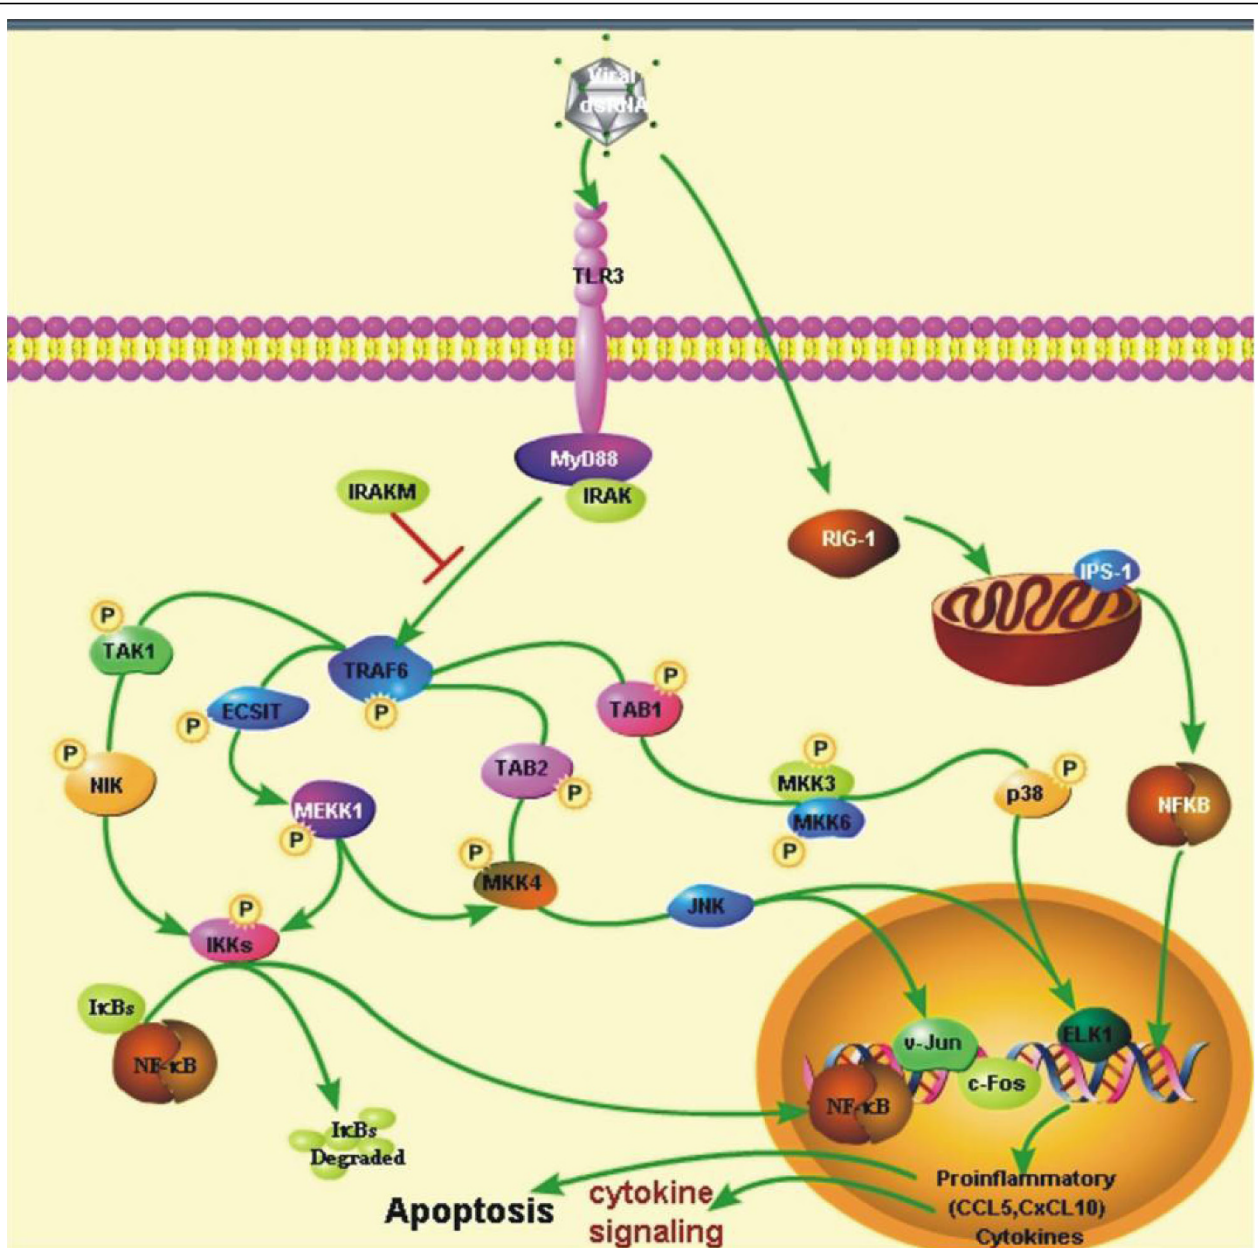 Viral
dsRNA
TLR3
MyD88
IRAK
IRAKM
RIG-1
IPS-1
P
TAK1
TRAF6
P
P
ECSIT
P
TAB1
P
NIK
TAB2
P
P
MKK3
MKK6
P
P
p38
NFKB
MEKK1
P
P
MKK4
JNK
P
IKKs
IκBs
NF-κB
v-Jun
ELK1
c-Fos
NF-κB
IκBs
Degraded
Proinflammatory
(CCL5,CxCL10)
Cytokines
Apoptosis
cytokine
signaling